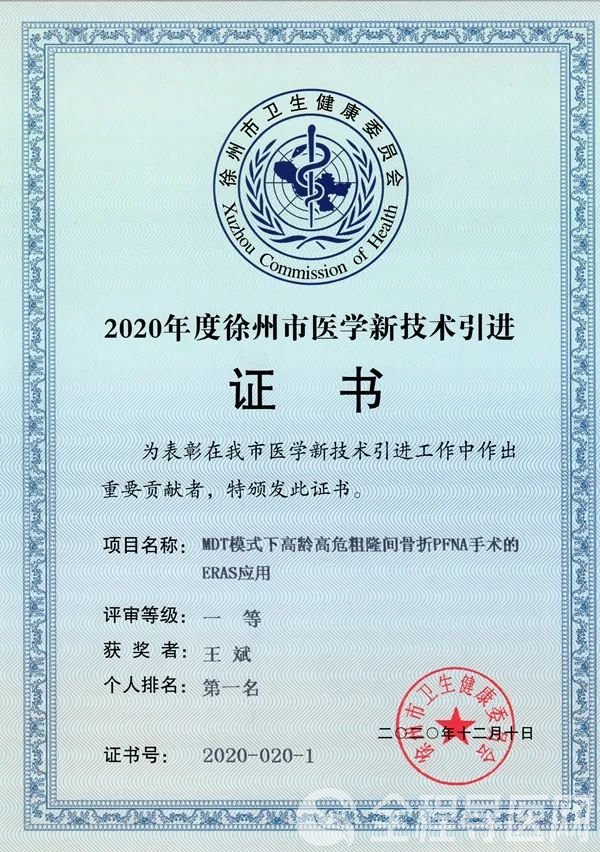 徐州市卫生健康委员会
Xuzhou Commission of Health
2020年度徐州市医学新技术引进
证书
为表彰在我市医学新技术引进工作中作出
重要贡献者，特颁发此证书。
项目名称：MDT模式下高龄高危粗隆间骨折PFNA手术的
ERAS应用
评审等级：一 等
获 奖 者：王 斌
个人排名：第一名
徐州市卫生健康委员会
二〇二〇年十二月十日
证书号：2020-020-1
全程导医网